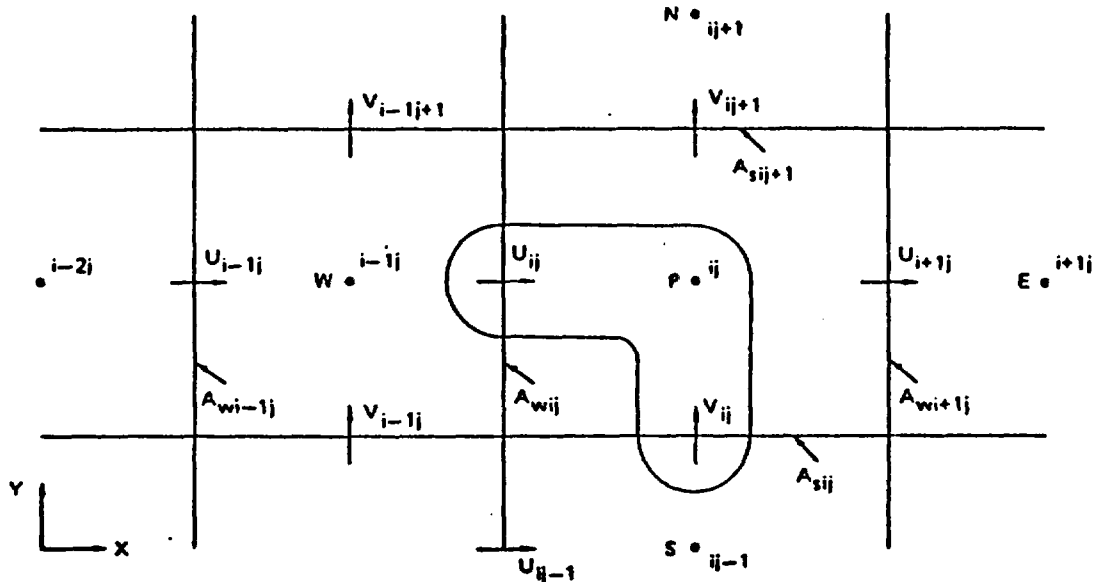 N ij+1
V i-1j+1
V ij+1
A sij+1
i-2j
U i-1j
W i-1j
U ij
P ij
U i+1j
E i+1j
A wi-1j
V i-1j
A wij
V ij
A wi+1j
A sij
Y
X
U ij-1
S ij-1